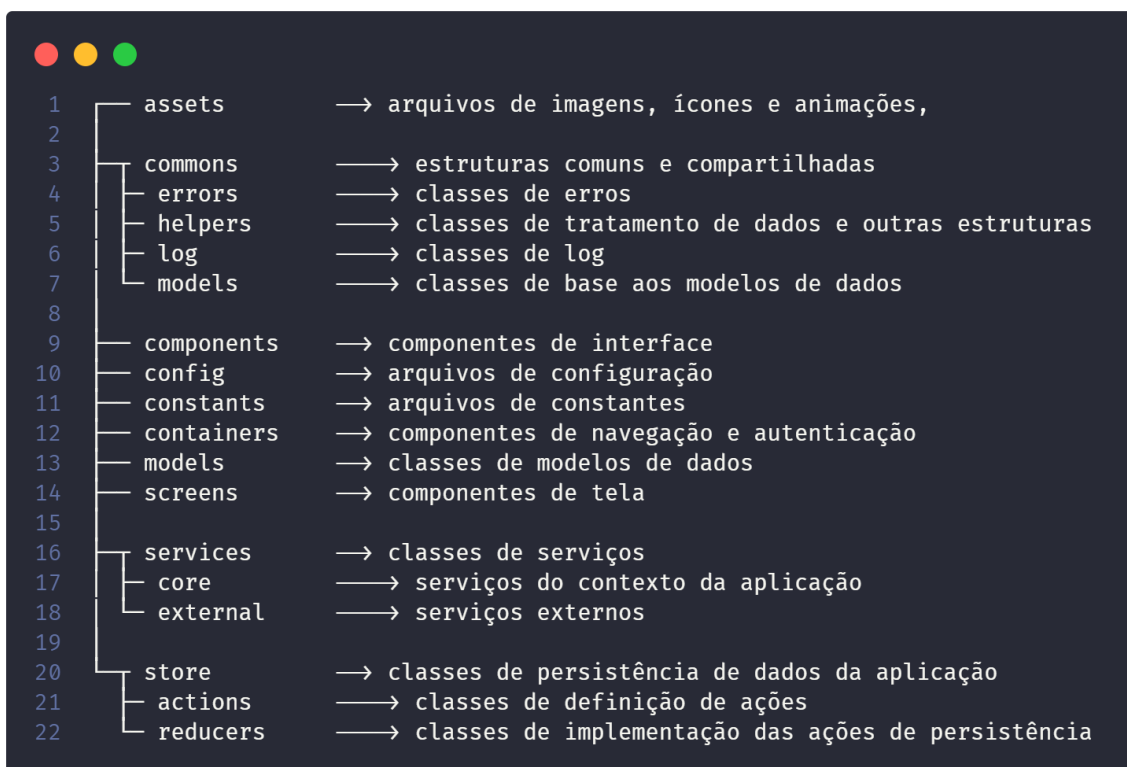 1 ┌── assets ──> arquivos de imagens, ícones e animações,
2 │
3 ├─┬ commons ───> estruturas comuns e compartilhadas
4 │ ├─ errors ───> classes de erros
5 │ ├─ helpers ───> classes de tratamento de dados e outras estruturas
6 │ ├─ log ───> classes de log
7 │ └─ models ───> classes de base aos modelos de dados
8 │
9 ├── components ──> componentes de interface
10 ├── config ──> arquivos de configuração
11 ├── constants ──> arquivos de constantes
12 ├── containers ──> componentes de navegação e autenticação
13 ├── models ──> classes de modelos de dados
14 ├── screens ──> componentes de tela
15 │
16 ├─┬ services ──> classes de serviços
17 │ ├─ core ───> serviços do contexto da aplicação
18 │ └─ external ───> serviços externos
19 │
20 └─┬ store ──> classes de persistência de dados da aplicação
21 ├─ actions ───> classes de definição de ações
22 └─ reducers ───> classes de implementação das ações de persistência